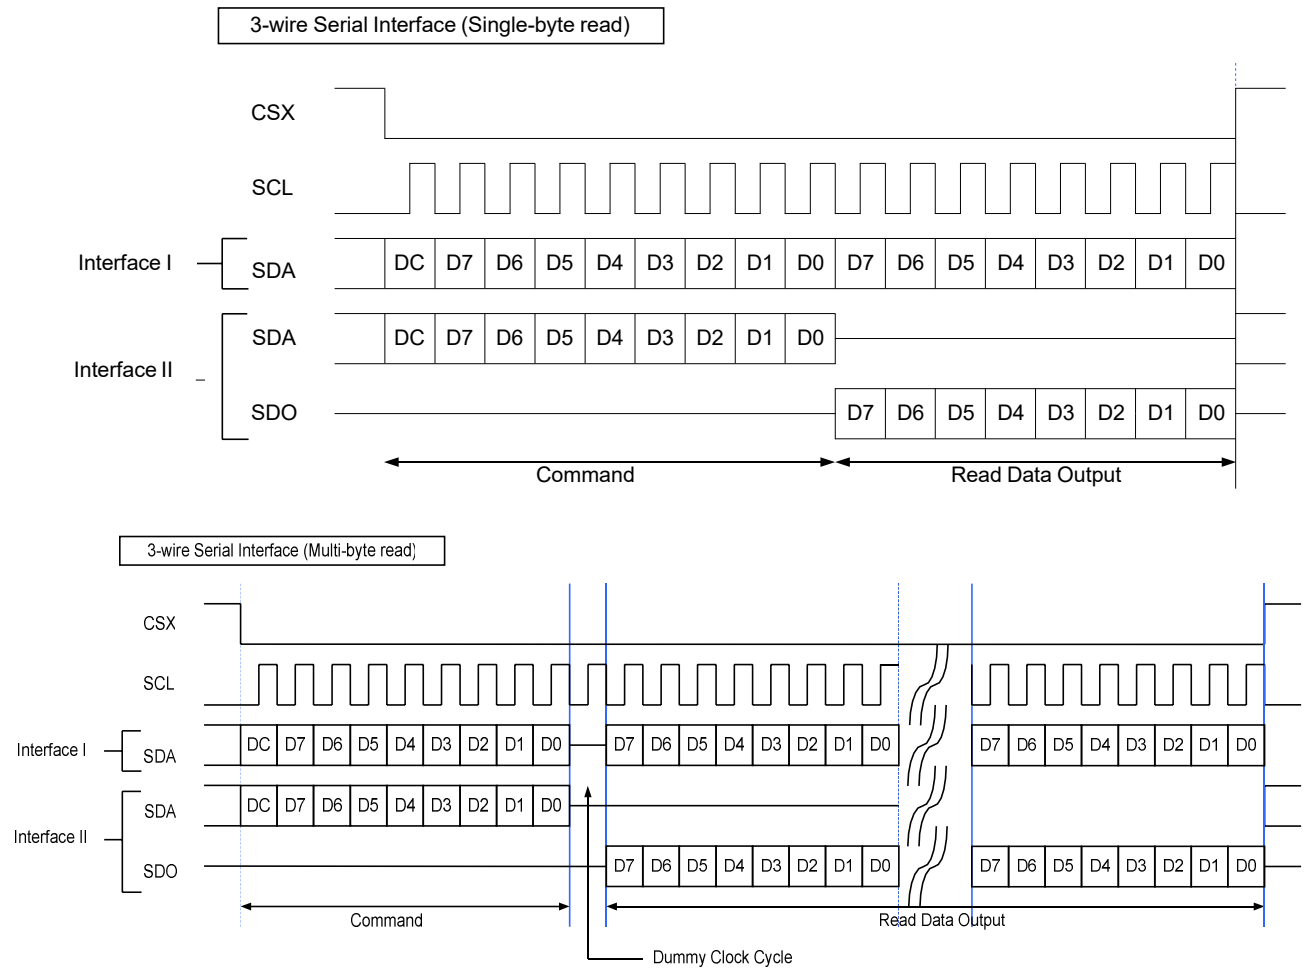 3-wire Serial Interface (Single-byte read)
CSX
SCL
Interface I
SDA
DC D7 D6 D5 D4 D3 D2 D1 D0 D7 D6 D5 D4 D3 D2 D1 D0
Interface II
SDA
DC D7 D6 D5 D4 D3 D2 D1 D0
SDO
D7 D6 D5 D4 D3 D2 D1 D0
Command
Read Data Output
3-wire Serial Interface (Multi-byte read)
CSX
SCL
Interface I
SDA
DC D7 D6 D5 D4 D3 D2 D1 D0 D7 D6 D5 D4 D3 D2 D1 D0 D7 D6 D5 D4 D3 D2 D1 D0
Interface II
SDA
DC D7 D6 D5 D4 D3 D2 D1 D0
SDO
D7 D6 D5 D4 D3 D2 D1 D0 D7 D6 D5 D4 D3 D2 D1 D0
Command
Read Data Output
Dummy Clock Cycle